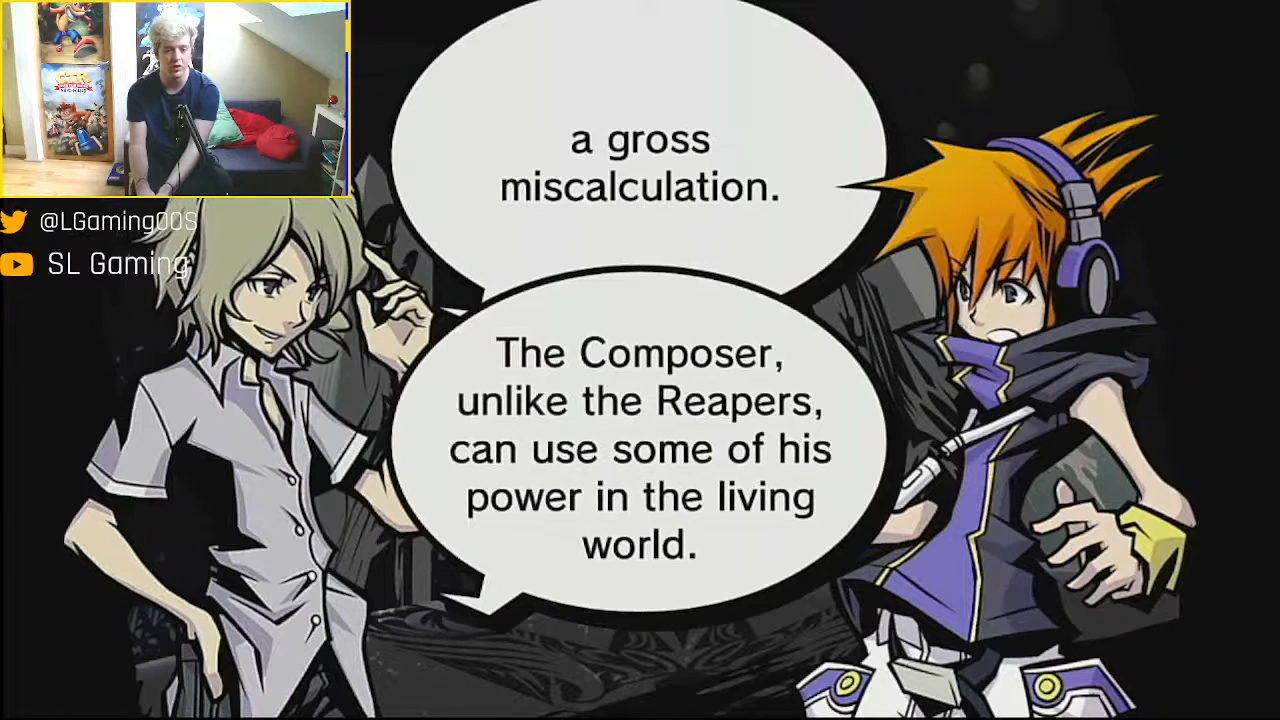 CTR
@LGaming00S
SL Gaming
a gross
miscalculation.
The Composer,
unlike the Reapers,
can use some of his
power in the living
world.